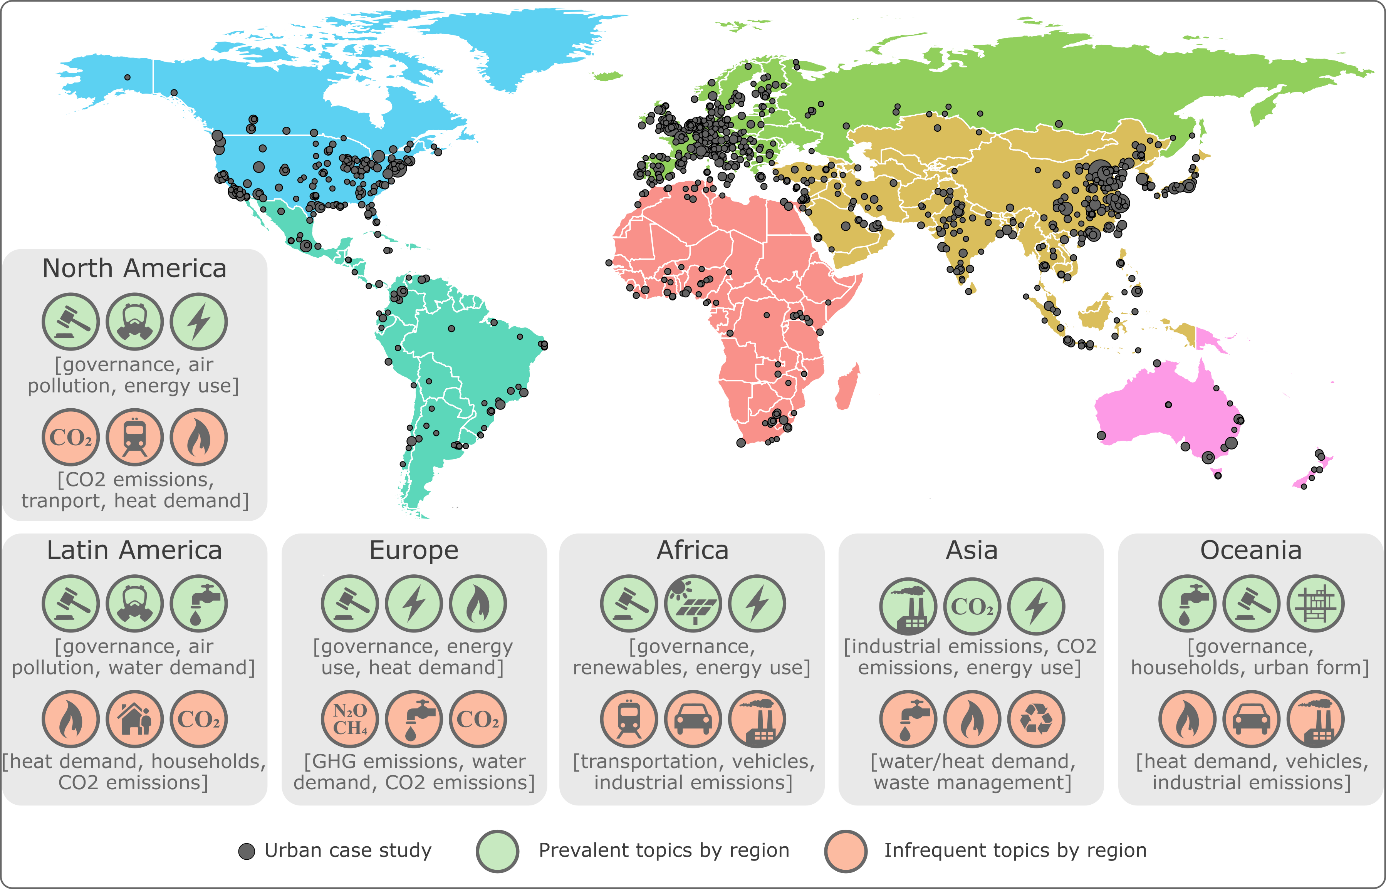 North America
[governance, air
pollution, energy use]
CO₂
[CO2 emissions,
tranport, heat demand]
Latin America
[governance, air
pollution, water demand]
CO₂
[heat demand, households,
CO2 emissions]
Europe
[governance, energy
use, heat demand]
N₂O
CH₄
CO₂
[GHG emissions, water
demand, CO2 emissions]
Africa
[governance,
renewables, energy use]
[transportation, vehicles,
industrial emissions]
Asia
CO₂
[industrial emissions, CO2
emissions, energy use]
[water/heat demand,
waste management]
Oceania
[governance,
households, urban form]
[heat demand, vehicles,
industrial emissions]
Urban case study
Prevalent topics by region
Infrequent topics by region